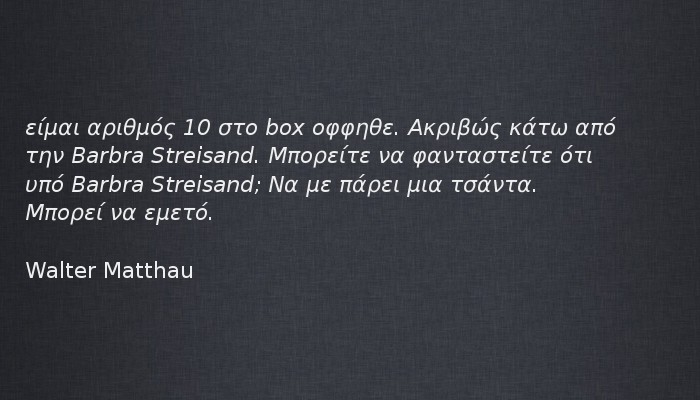 είμαι αριθμός 10 στο box οφφηθε. Ακριβώς κάτω από
την Barbra Streisand. Μπορείτε να φανταστείτε ότι
υπό Barbra Streisand; Να με πάρει μια τσάντα.
Μπορεί να εμετό.
Walter Matthau